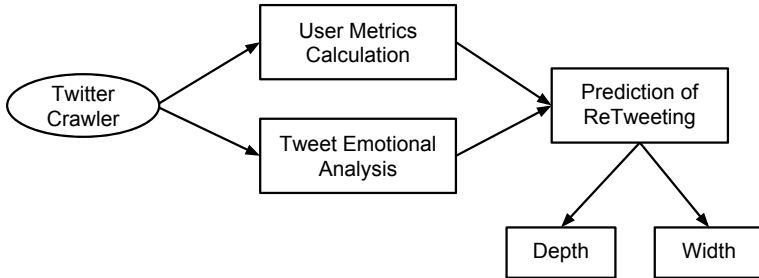 User Metrics
Calculation
Twitter
Crawler
Prediction of
ReTweeting
Tweet Emotional
Analysis
Depth
Width